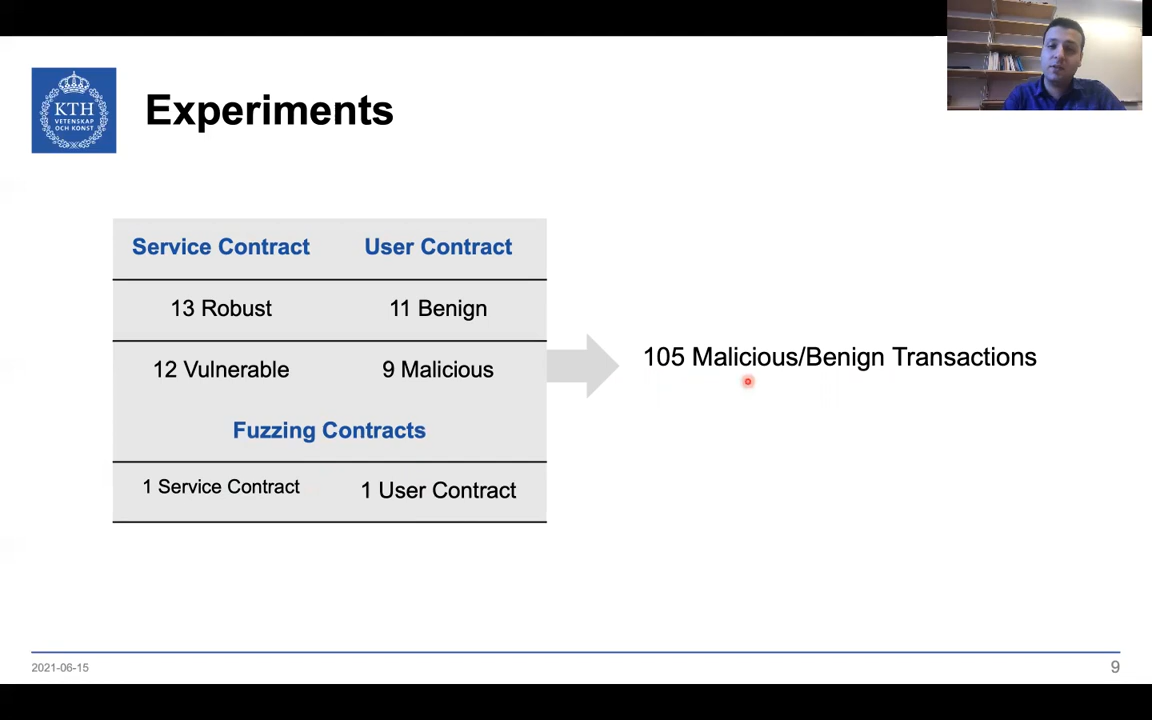 KTH
VETENSKAP
OCH KONST
Experiments
Service Contract User Contract
13 Robust 11 Benign
12 Vulnerable 9 Malicious
Fuzzing Contracts
1 Service Contract 1 User Contract
105 Malicious/Benign Transactions
2021-06-15 9